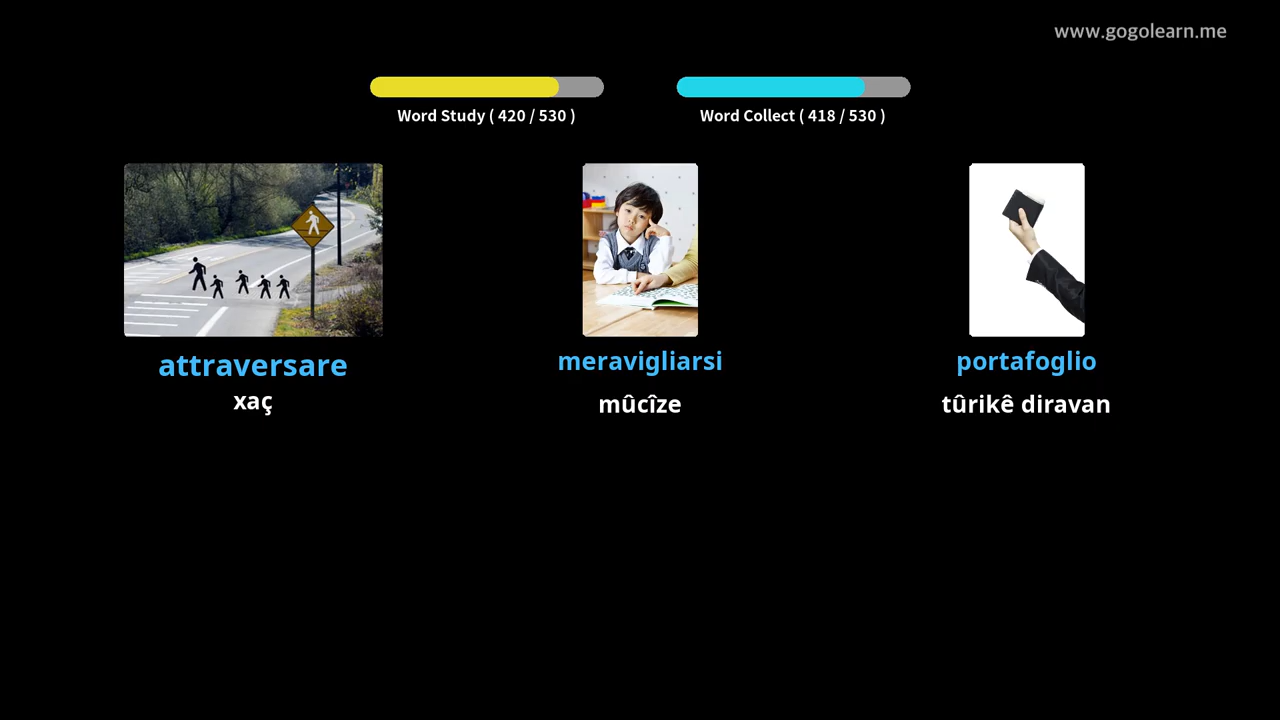 www.gogolearn.me
Word Study ( 420 / 530 )
Word Collect ( 418 / 530 )
attraversare
xaç
meravigliarsi
mûcîze
portafoglio
tûrikê diravan